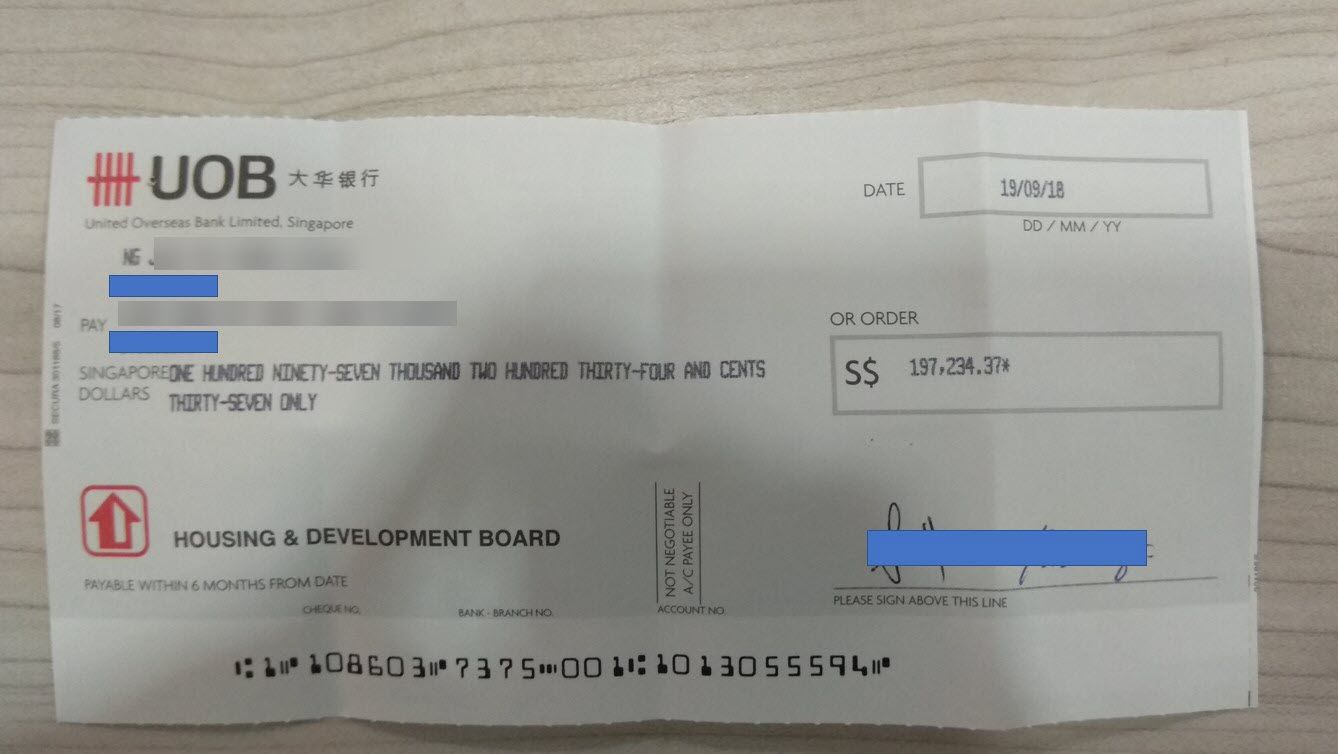 UOB 大华银行
United Overseas Bank Limited, Singapore
DATE 19/09/18
DD / MM / YY
NG
PAY
OR ORDER
SINGAPORE ONE HUNDRED NINETY-SEVEN THOUSAND TWO HUNDRED THIRTY-FOUR AND CENTS
DOLLARS THIRTY-SEVEN ONLY
S$ 197,234.37*
HOUSING & DEVELOPMENT BOARD
NOT NEGOTIABLE
A/C PAYEE ONLY
PAYABLE WITHIN 6 MONTHS FROM DATE
PLEASE SIGN ABOVE THIS LINE
CHEQUE NO. BANK - BRANCH NO. ACCOUNT NO
⑆1⑈108603⑈7375⑉001⑆1013055594⑈